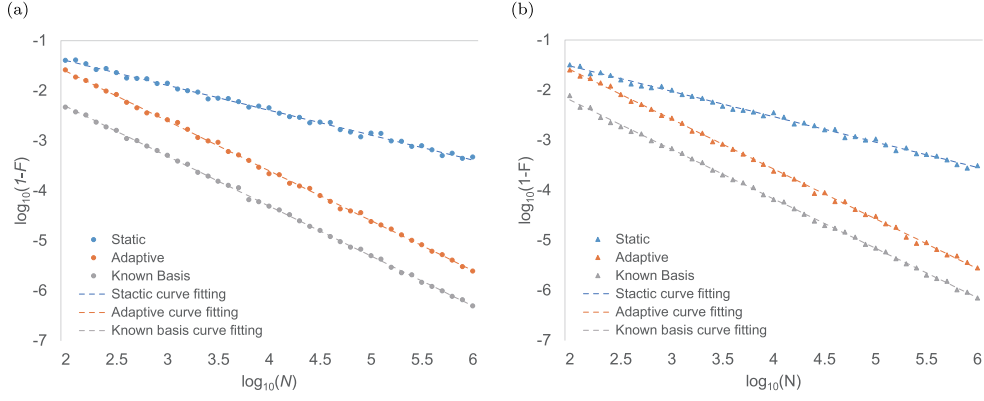 (a)
-1
-2
-3
-4
-5
-6
-7
log10(1-F)
Static
Adaptive
Known Basis
Stactic curve fitting
Adaptive curve fitting
Known basis curve fitting
2 2.5 3 3.5 4 4.5 5 5.5 6
log10(N)
(b)
-1
-2
-3
-4
-5
-6
-7
log10(1-F)
Static
Adaptive
Known Basis
Stactic curve fitting
Adaptive curve fitting
Known basis curve fitting
2 2.5 3 3.5 4 4.5 5 5.5 6
log10(N)